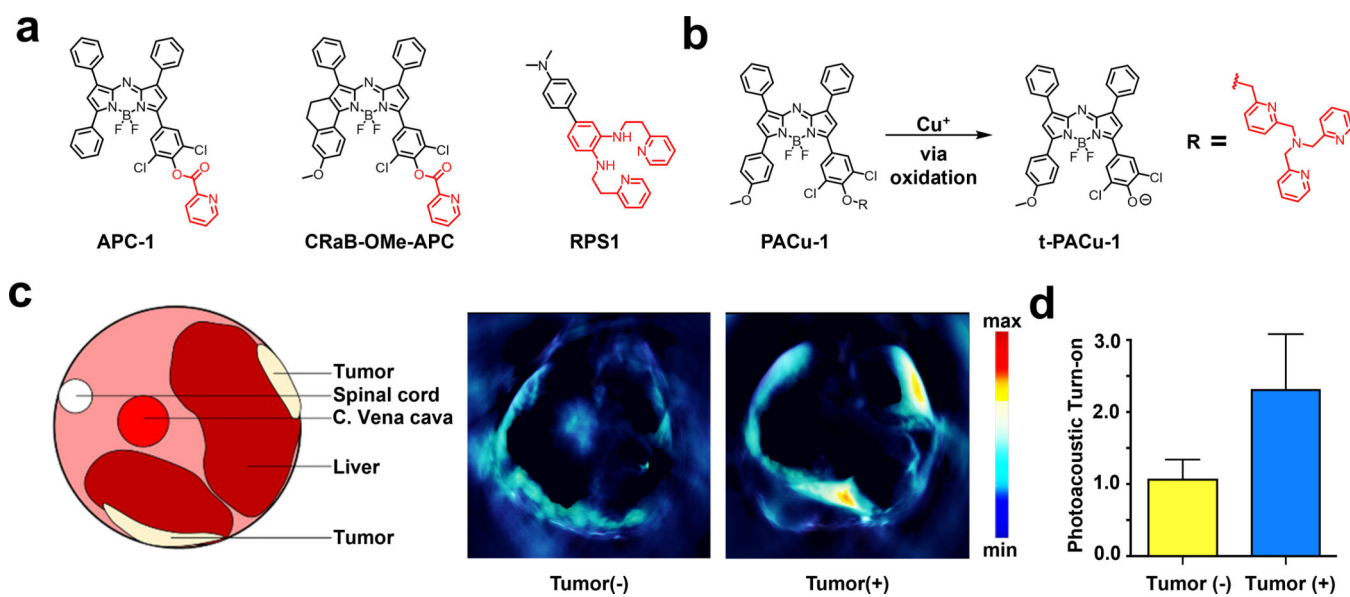 a
N
N
N
B
F
F
Cl
Cl
O
O
N
APC-1
N
N
N
B
F
F
O
Cl
Cl
O
O
N
CRaB-OMe-APC
N
NH
N
NH
N
RPS1
b
N
N
N
B
F
F
Cl
Cl
O
O
R
PACu-1
Cu+
via
oxidation
N
N
N
B
F
F
Cl
Cl
O
O ⊖
t-PACu-1
R =
N
N
N
N
c
Tumor
Spinal cord
C. Vena cava
Liver
Tumor
Tumor(-)
Tumor(+)
max
min
d
Photoacoustic Turn-on
3.0
2.0
1.0
0.0
Tumor (-)
Tumor (+)